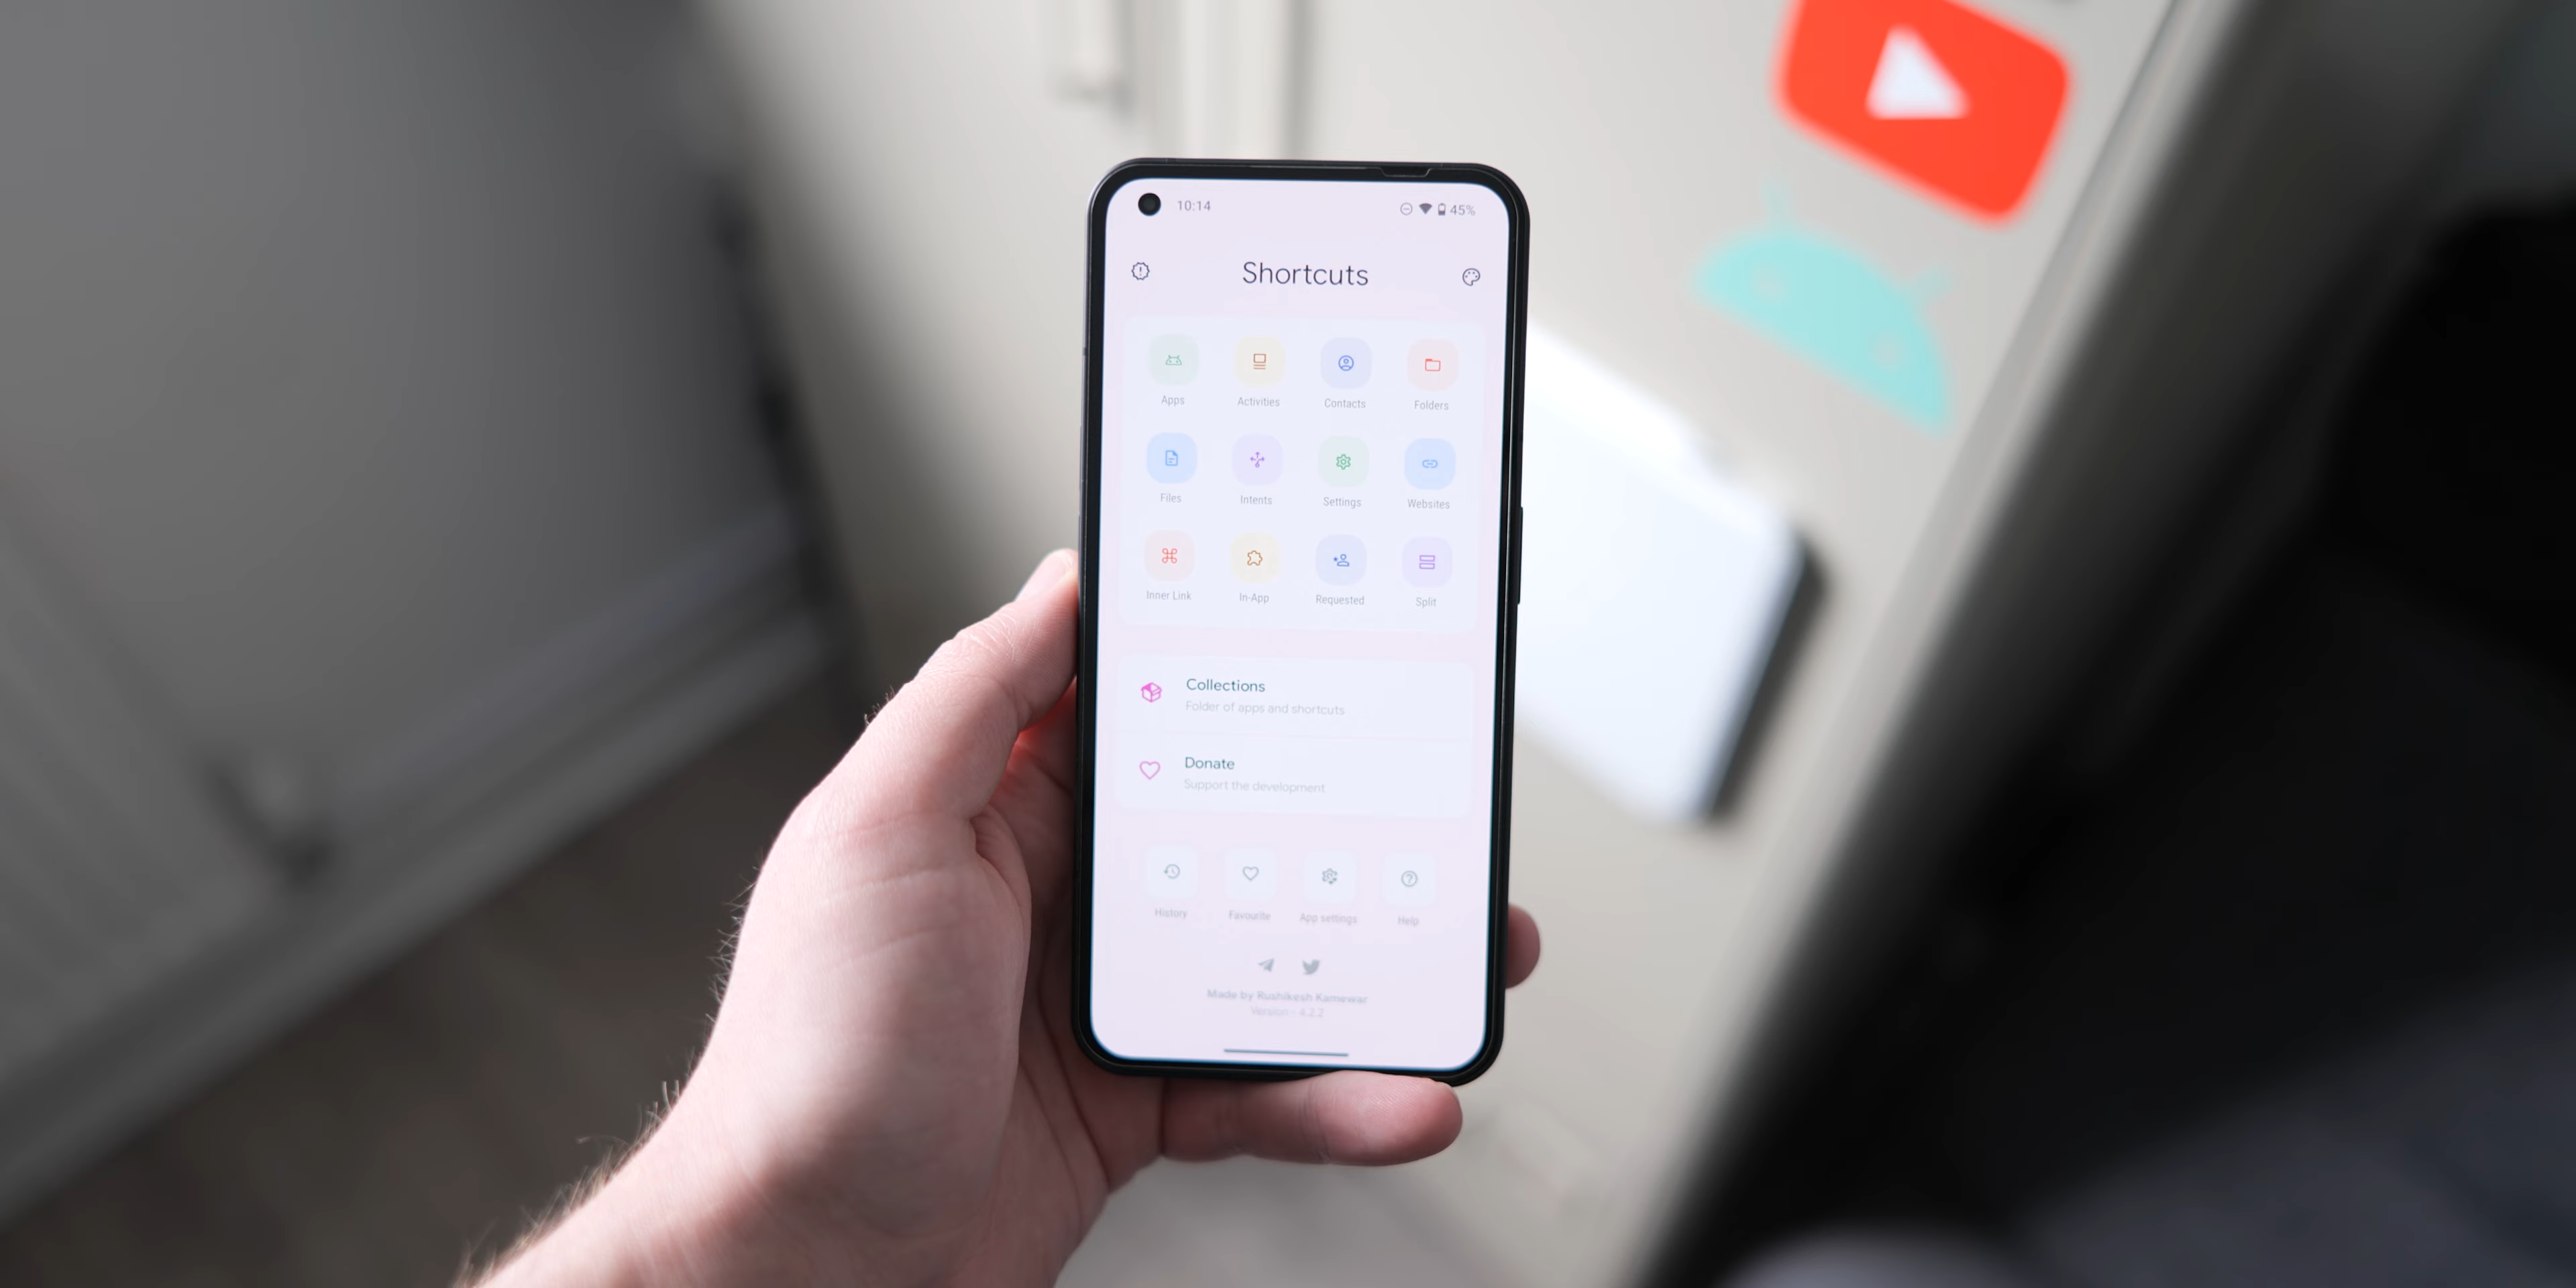 10:14 45%
Shortcuts
Apps Activities Contacts Folders
Files Intents Settings Websites
Inner Link In-App Requested Split
Collections
Folder of apps and shortcuts
Donate
Support the development
History Favourite App settings Help
Made by Rushikesh Kamewar
Version - 4.2.2